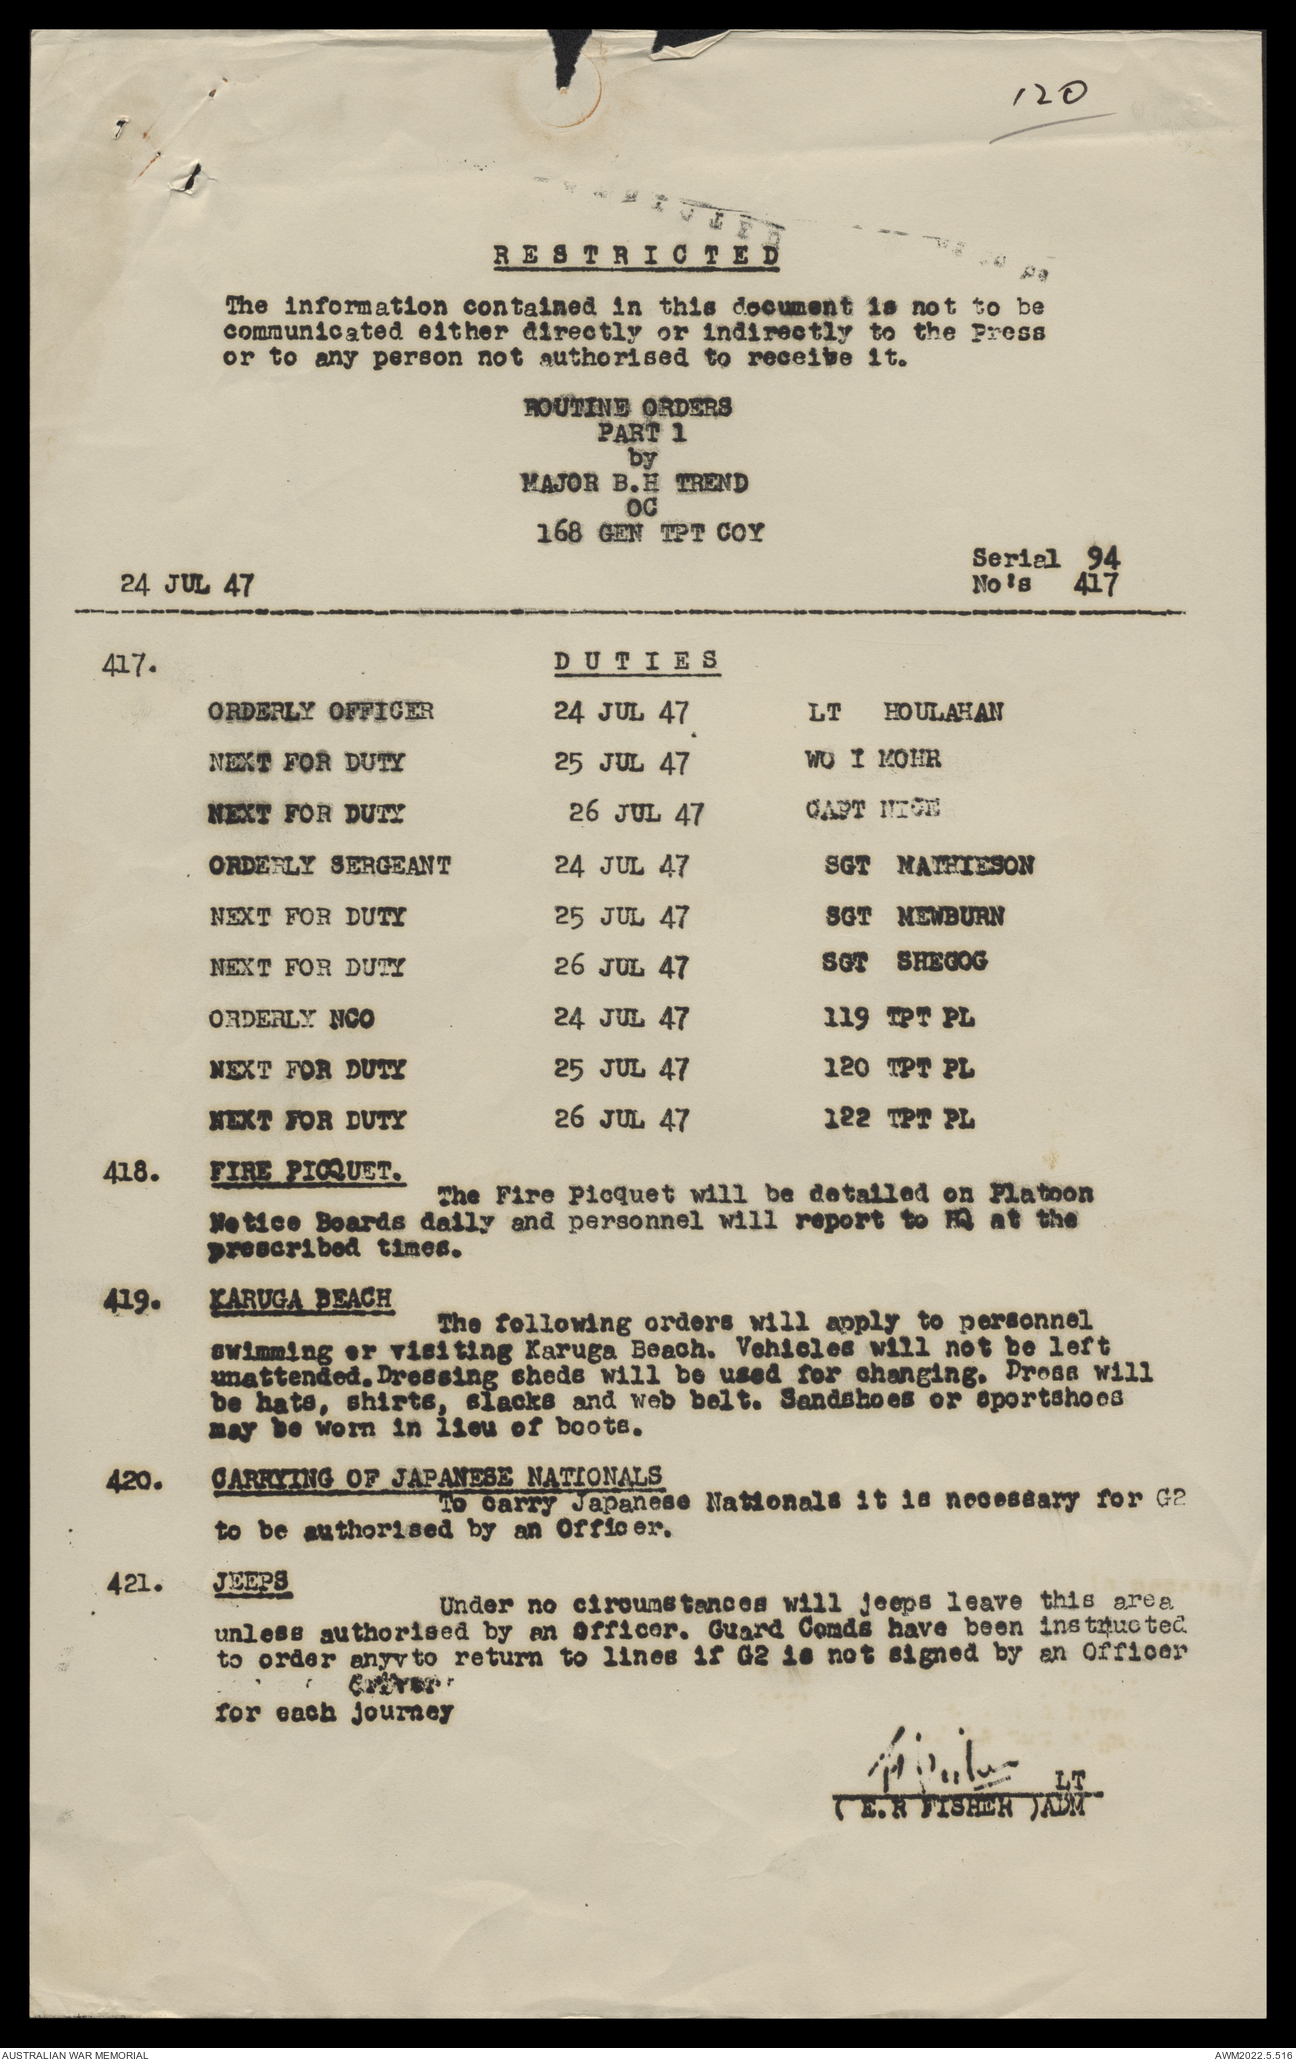 120
RESTRICTED
The information contained in this document is not to be
communicated either directly or indirectly to the Press
or to any person not authorised to receive it.
ROUTINE ORDERS
PART 1
by
MAJOR B.H TREND
OC
168 GEN TPT COY
Serial 94
24 JUL 47 No's 417
417. DUTIES
ORDERLY OFFICER 24 JUL 47 LT HOULAHAN
NEXT FOR DUTY 25 JUL 47 WO I MOHR
NEXT FOR DUTY 26 JUL 47 CAPT NICE
ORDERLY SERGEANT 24 JUL 47 SGT MATHIESON
NEXT FOR DUTY 25 JUL 47 SGT MEWBURN
NEXT FOR DUTY 26 JUL 47 SGT SHEGOG
ORDERLY NCO 24 JUL 47 119 TPT PL
NEXT FOR DUTY 25 JUL 47 120 TPT PL
NEXT FOR DUTY 26 JUL 47 122 TPT PL
418. FIRE PICQUET.
The Fire Picquet will be detailed on Platoon
Notice Boards daily and personnel will report to HQ at the
prescribed times.
419. KARUGA BEACH
The following orders will apply to personnel
swimming or visiting Karuga Beach. Vehicles will not be left
unattended. Dressing sheds will be used for changing. Dress will
be hats, shirts, slacks and web belt. Sandshoes or sportshoes
may be worn in lieu of boots.
420. CARRYING OF JAPANESE NATIONALS
To carry Japanese Nationals it is necessary for G2
to be authorised by an Officer.
421. JEEPS
Under no circumstances will jeeps leave this area
unless authorised by an Officer. Guard Comds have been instructed
to order anyvto return to lines if G2 is not signed by an Officer
driver
for each journey
LT
( E.R FISHER )ADM
AUSTRALIAN WAR MEMORIAL AWM2022.5.516